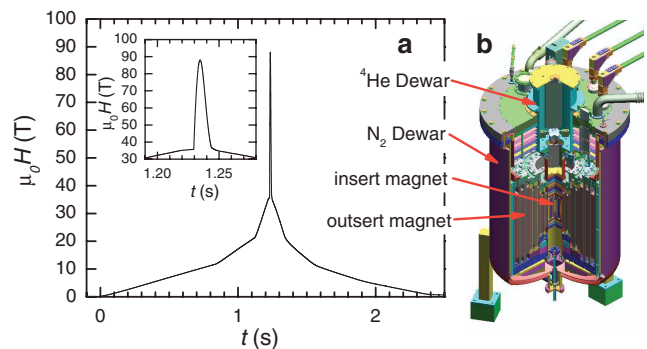 100
90
80
70
60
50
40
30
20
10
0
μ0H (T)
0
1
2
t (s)
100
90
80
70
60
50
40
30
μ0H (T)
1.20
1.25
t (s)
a
b
4He Dewar
N2 Dewar
insert magnet
outsert magnet